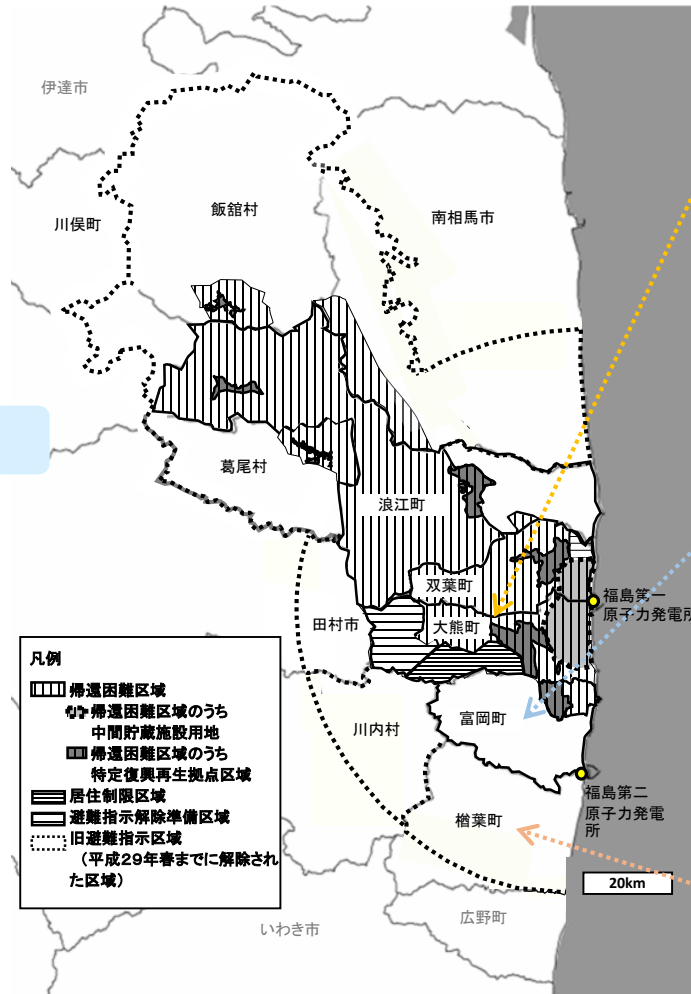 伊達市
飯舘村
川俣町
南相馬市
葛尾村
浪江町
双葉町
福島第一
原子力発電所
田村市
大熊町
凡例
帰還困難区域
帰還困難区域のうち
中間貯蔵施設用地
帰還困難区域のうち
特定復興再生拠点区域
居住制限区域
避難指示解除準備区域
旧避難指示区域
(平成29年春までに解除され
た区域)
川内村
富岡町
福島第二
原子力発電
所
楢葉町
20km
広野町
いわき市